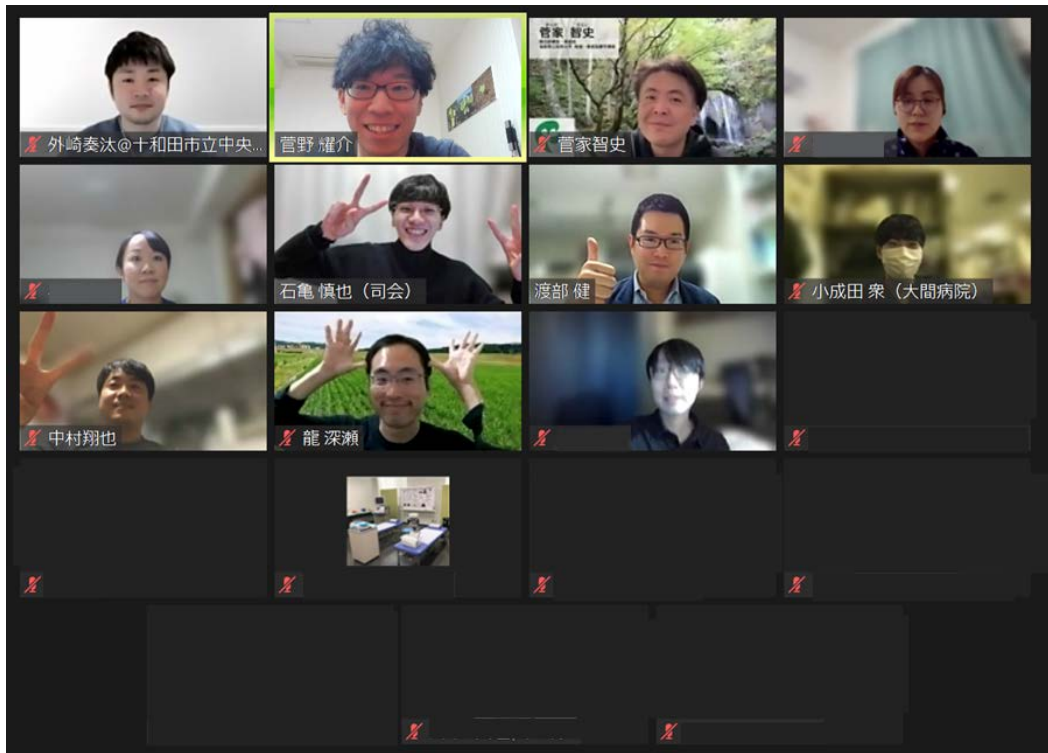 外崎奏汰@十和田市立中央...
菅野 耀介
菅家 智史
菅家智史
石亀 慎也（司会）
渡部 健
小成田 衆（大間病院）
中村翔也
龍 深瀬